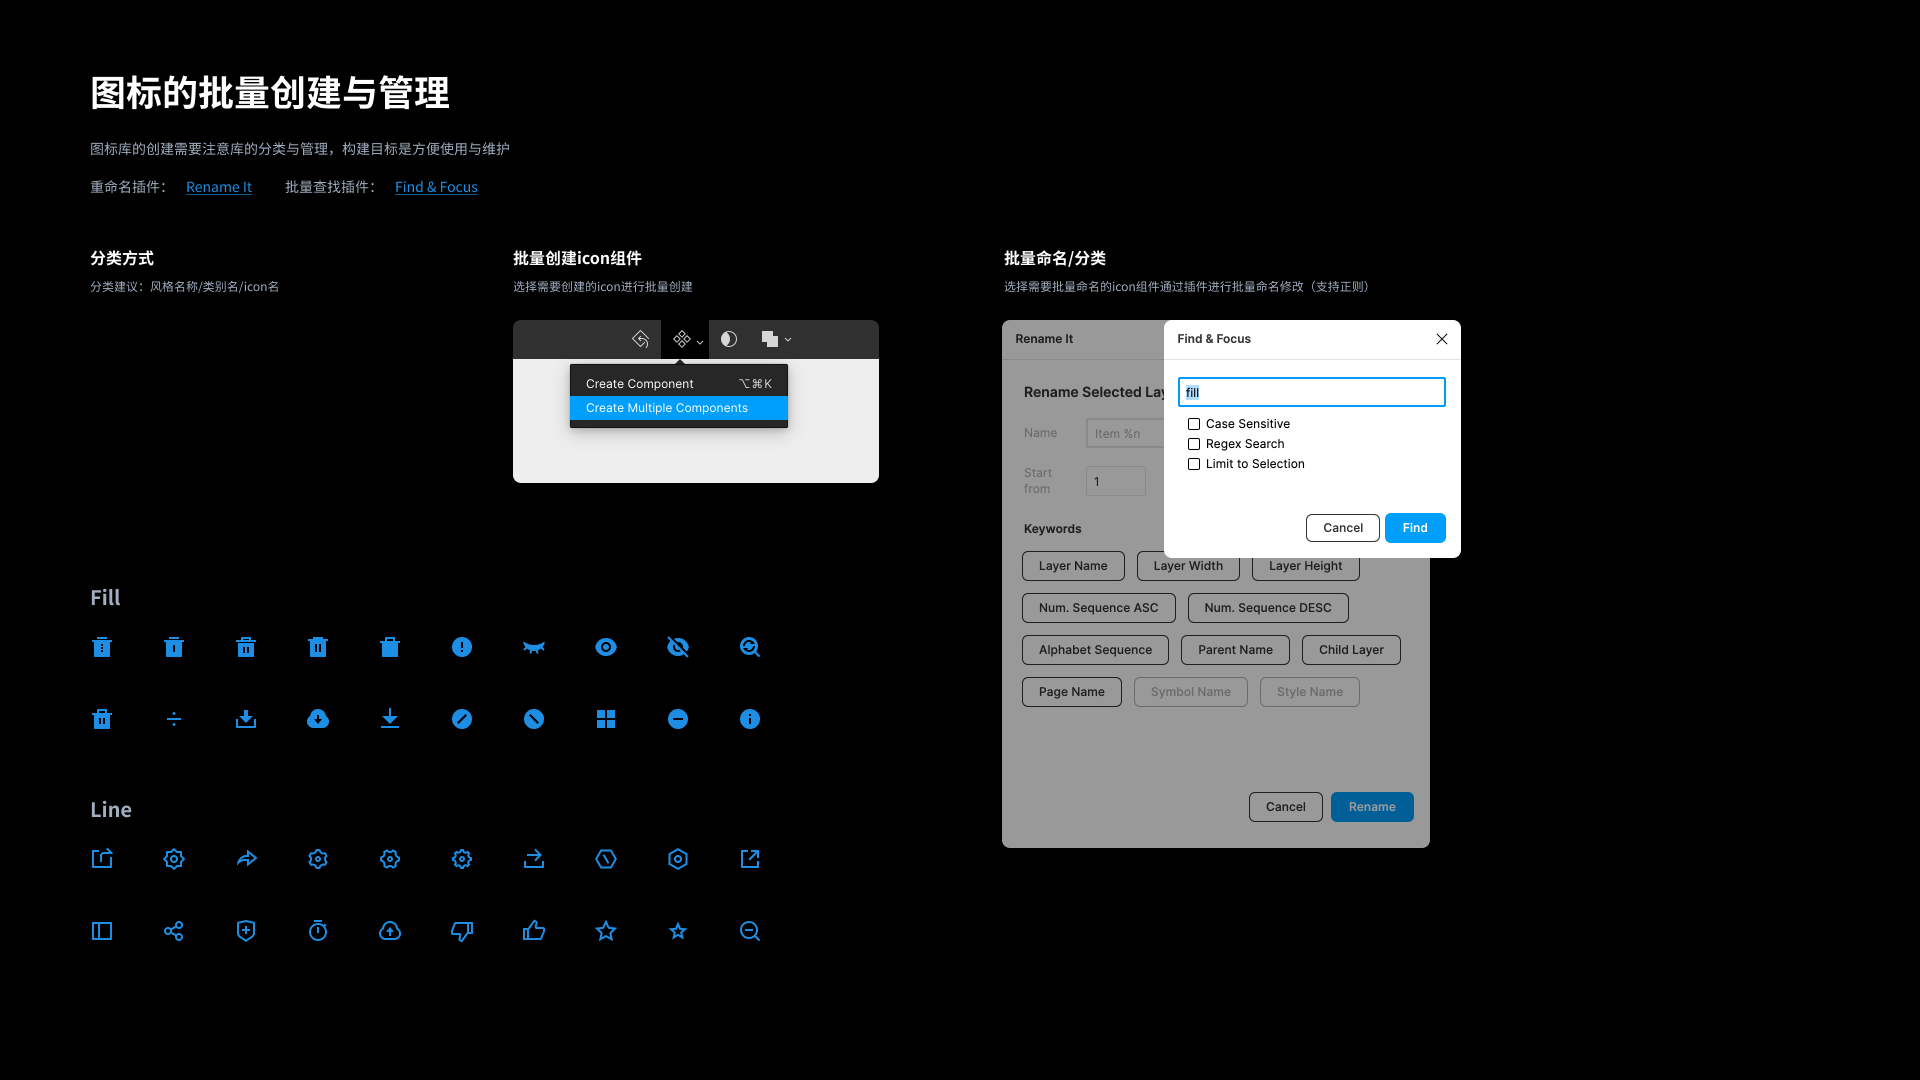 图标的批量创建与管理
图标库的创建需要注意库的分类与管理，构建目标是方便使用与维护
重命名插件： Rename It 批量查找插件： Find & Focus
分类方式
分类建议：风格名称/类别名/icon名
批量创建icon组件
选择需要创建的icon进行批量创建
Create Component ⌥⌘K
Create Multiple Components
批量命名/分类
选择需要批量命名的icon组件通过插件进行批量命名修改（支持正则）
Rename It
Rename Selected Lay
Name Item %n
Start from 1
Keywords
Layer Name Layer Width Layer Height
Num. Sequence ASC Num. Sequence DESC
Alphabet Sequence Parent Name Child Layer
Page Name Symbol Name Style Name
Cancel Rename
Find & Focus
fill
Case Sensitive
Regex Search
Limit to Selection
Cancel Find
Fill
Line